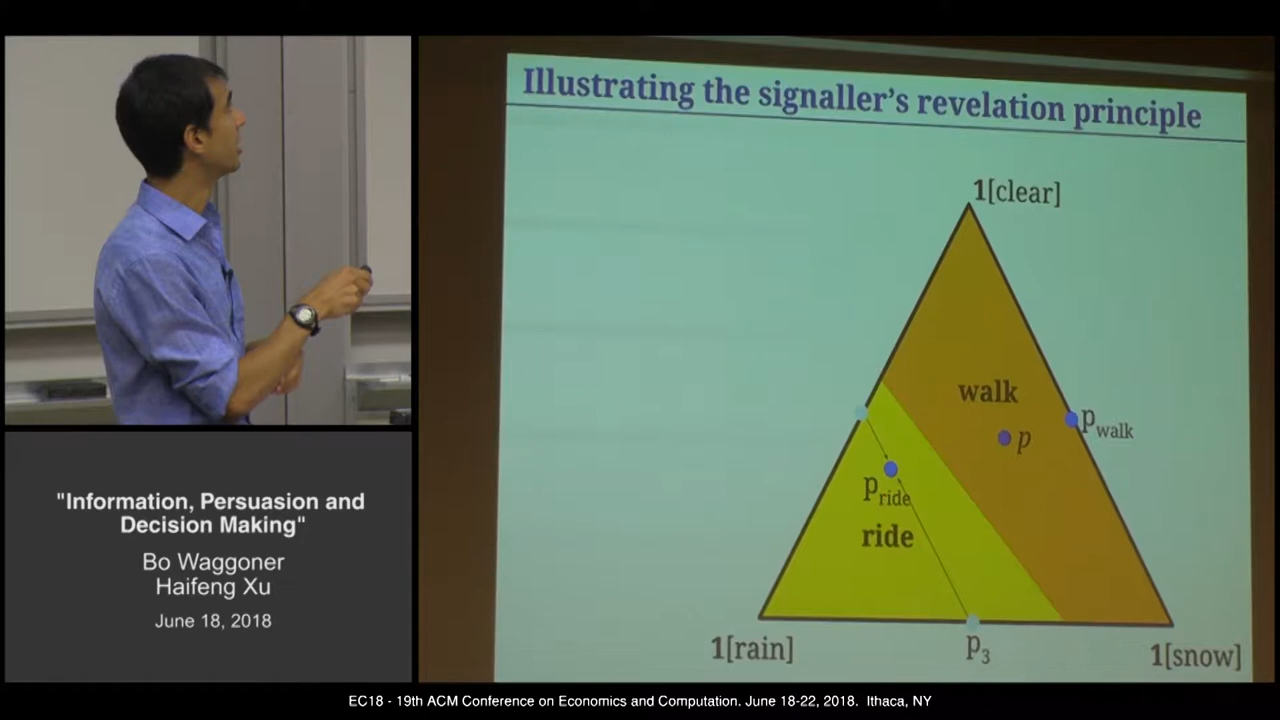 Illustrating the signaller's revelation principle
1[clear]
walk
p
p_walk
p_ride
ride
1[rain]
p_3
1[snow]
"Information, Persuasion and
Decision Making"
Bo Waggoner
Haifeng Xu
June 18, 2018
EC18 - 19th ACM Conference on Economics and Computation. June 18-22, 2018. Ithaca, NY